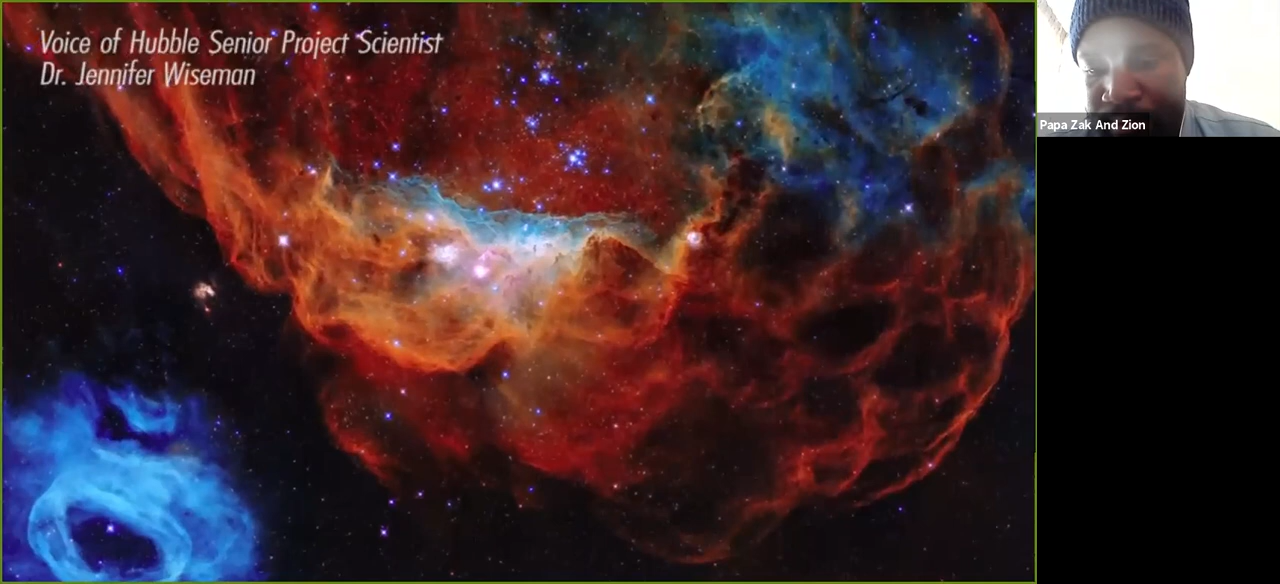 Voice of Hubble Senior Project Scientist
Dr. Jennifer Wiseman
Papa Zak And Zion